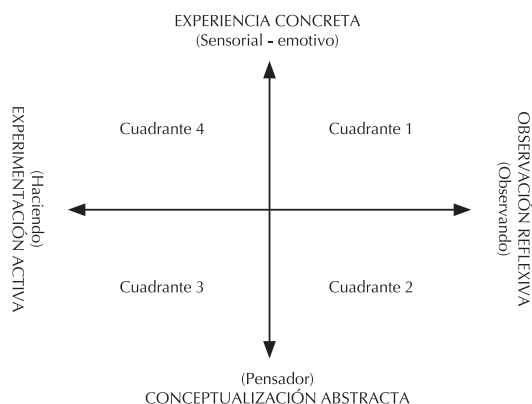 EXPERIENCIA CONCRETA
(Sensorial - emotivo)
EXPERIMENTACIÓN ACTIVA
(Haciendo)
Cuadrante 4
Cuadrante 1
OBSERVACIÓN REFLEXIVA
(Observando)
Cuadrante 3
Cuadrante 2
(Pensador)
CONCEPTUALIZACIÓN ABSTRACTA